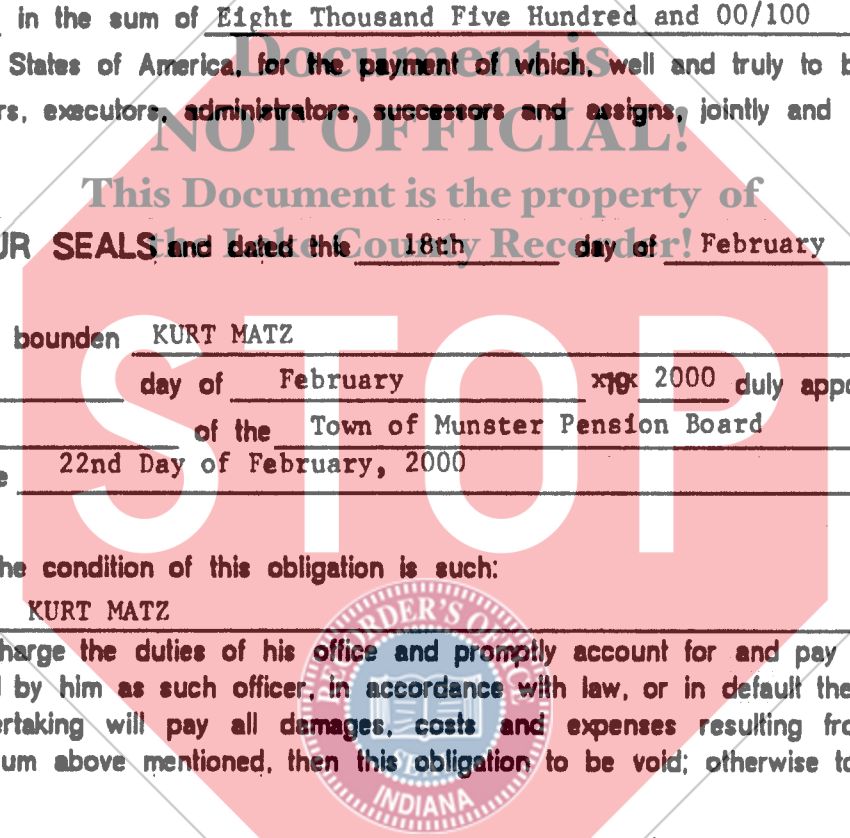 in the sum of Eight Thousand Five Hundred and 00/100
Document is
States of America, for the payment of which, well and truly to b
rs, executors, administrators, successors and assigns, jointly and
NOT OFFICIAL!
This Document is the property of
the Lake County Recorder!
UR SEALS and dated this 18th day of February
bounden KURT MATZ
day of February x19x 2000 duly appo
of the Town of Munster Pension Board
e 22nd Day of February, 2000
STOP
he condition of this obligation is such:
KURT MATZ
harge the duties of his office and promptly account for and pay
l by him as such officer, in accordance with law, or in default the
ertaking will pay all damages, costs and expenses resulting fro
um above mentioned, then this obligation to be void; otherwise to
RECORDER'S OFFICE
SEAL
INDIANA